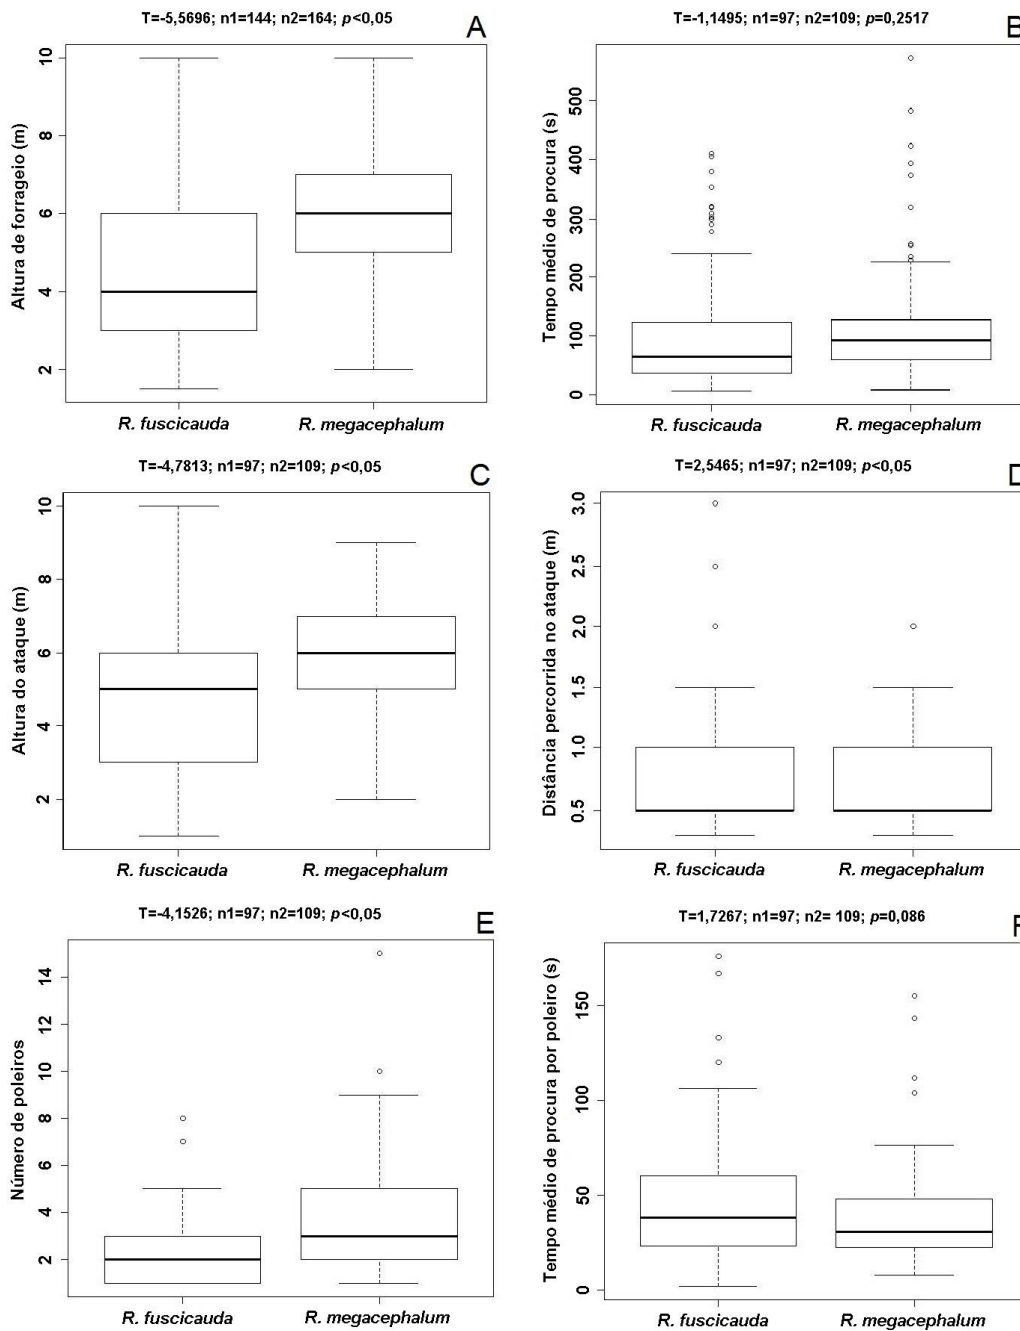 T=-5,5696; n1=144; n2=164; p<0,05
A
Altura de forrageio (m)
10
8
6
4
2
R. fuscicauda
R. megacephalum
T=-1,1495; n1=97; n2=109; p=0,2517
B
Tempo médio de procura (s)
500
400
300
200
100
0
R. fuscicauda
R. megacephalum
T=-4,7813; n1=97; n2=109; p<0,05
C
Altura do ataque (m)
10
8
6
4
2
R. fuscicauda
R. megacephalum
T=2,5465; n1=97; n2=109; p<0,05
D
Distância percorrida no ataque (m)
3.0
2.5
2.0
1.5
1.0
0.5
R. fuscicauda
R. megacephalum
T=-4,1526; n1=97; n2=109; p<0,05
E
Número de poleiros
14
12
10
8
6
4
2
R. fuscicauda
R. megacephalum
T=1,7267; n1=97; n2= 109; p=0,086
F
Tempo médio de procura por poleiro (s)
150
100
50
0
R. fuscicauda
R. megacephalum